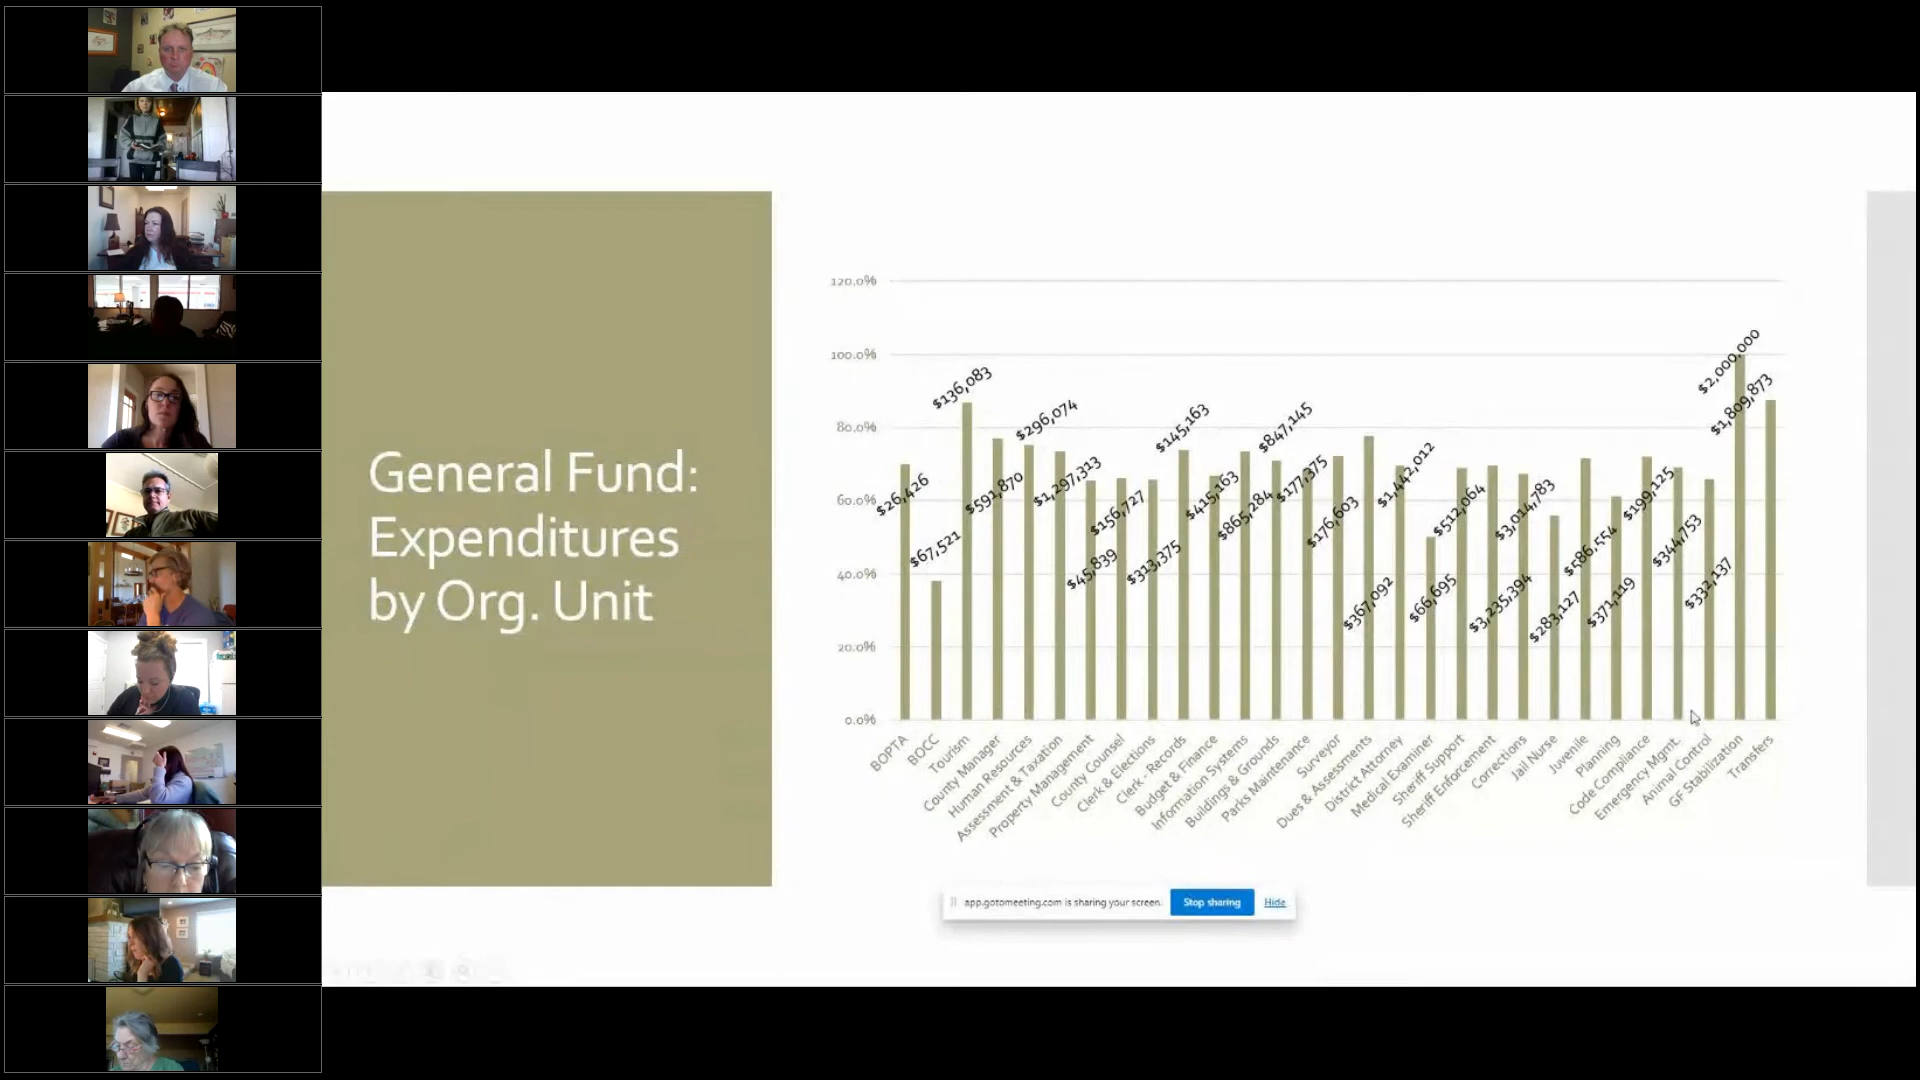 General Fund:
Expenditures
by Org. Unit
120.0%
100.0%
80.0%
60.0%
40.0%
20.0%
0.0%
$26,426
$67,521
$136,083
$591,870
$296,074
$1,297,313
$45,839
$156,727
$313,375
$145,163
$415,163
$865,284
$847,145
$177,375
$176,603
$367,092
$1,442,012
$66,695
$512,064
$3,235,394
$3,014,783
$283,127
$586,554
$371,119
$199,125
$344,753
$332,137
$2,000,000
$1,809,873
BOPTA
BOCC
Tourism
County Manager
Human Resources
Assessment & Taxation
Property Management
County Counsel
Clerk & Elections
Clerk - Records
Budget & Finance
Information Systems
Buildings & Grounds
Parks Maintenance
Surveyor
Dues & Assessments
District Attorney
Medical Examiner
Sheriff Support
Sheriff Enforcement
Corrections
Jail Nurse
Juvenile
Planning
Code Compliance
Emergency Mgmt.
Animal Control
GF Stabilization
Transfers
app.gotomeeting.com is sharing your screen. Stop sharing Hide